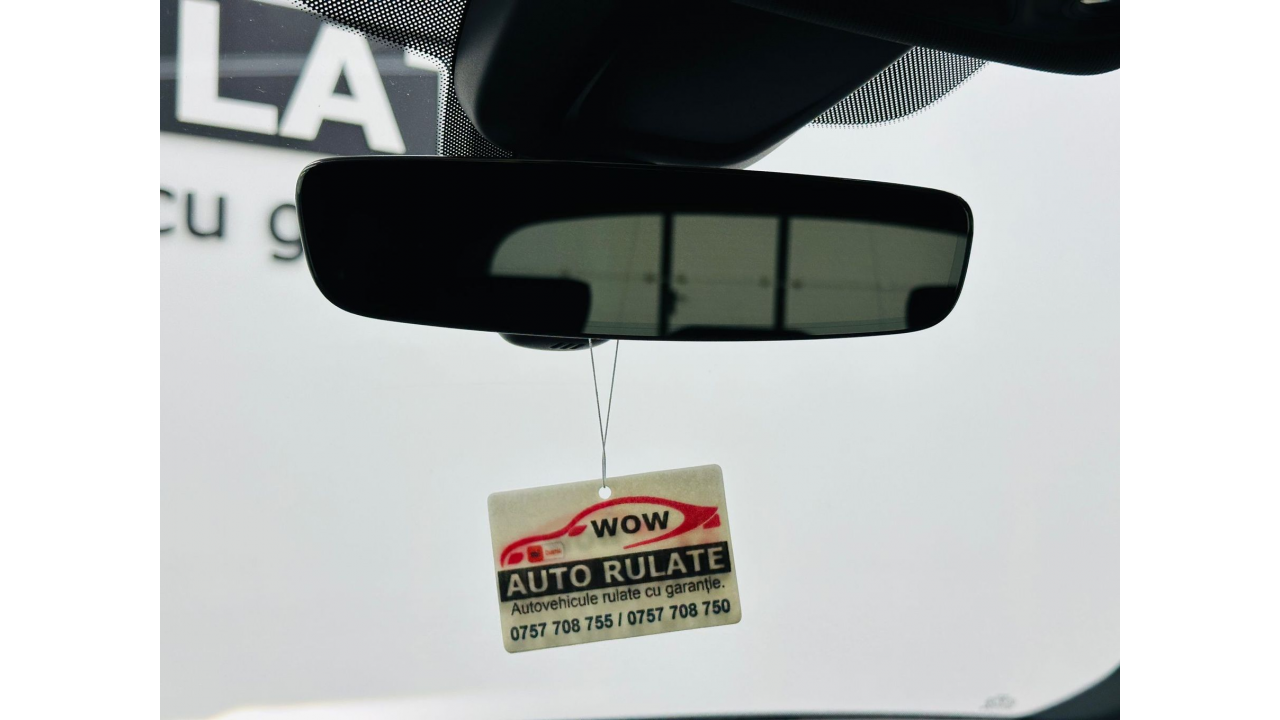 LA
cu g
WOW
AUTO RULATE
Autovehicule rulate cu garanție.
0757 708 755 / 0757 708 750